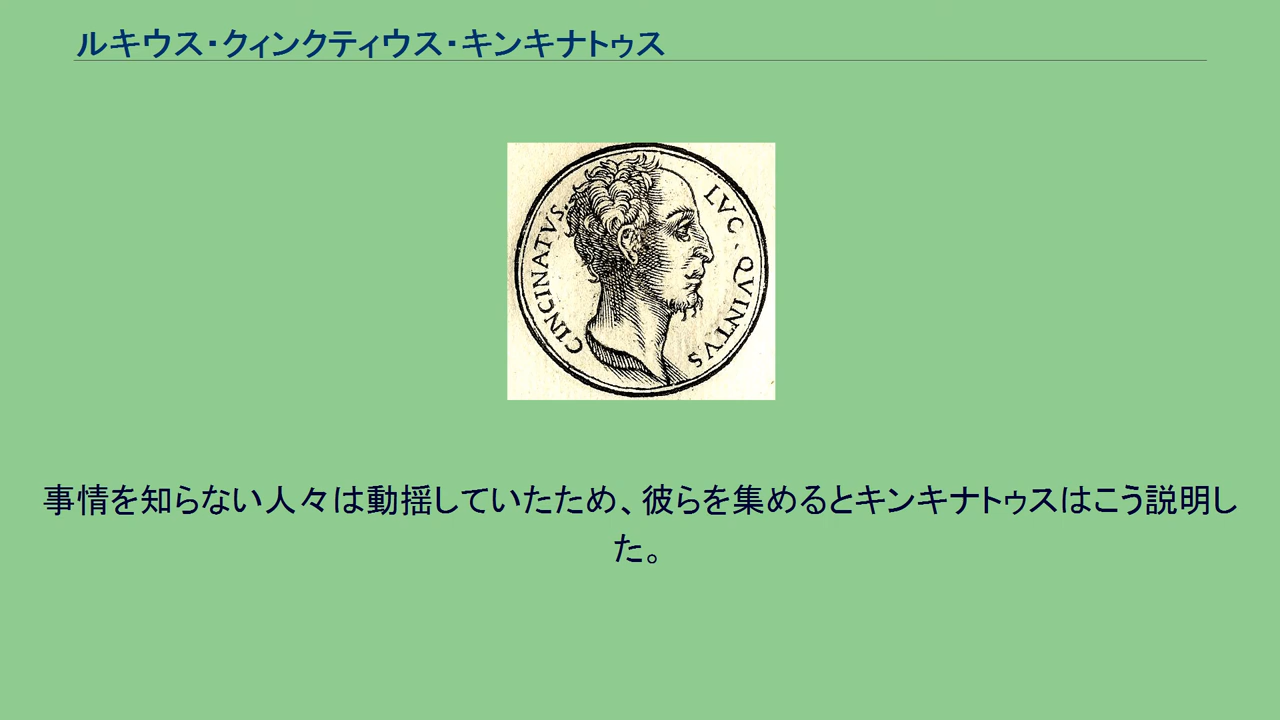 ルキウス・クィンクティウス・キンキナトゥス
CINCINATVS
LVC · QVINTVS
事情を知らない人々は動揺していたため、彼らを集めるとキンキナトゥスはこう説明し
た。